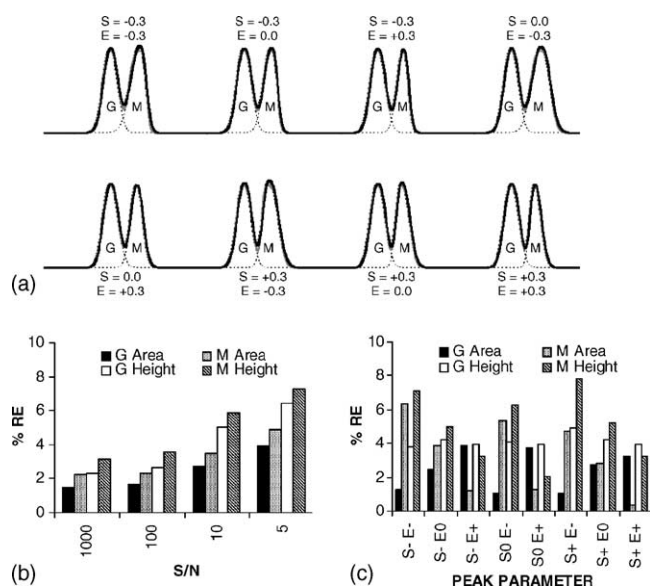 S = -0.3
E = -0.3
S = -0.3
E = 0.0
S = -0.3
E = +0.3
S = 0.0
E = -0.3
G M
G M
G M
G M
G M
G M
G M
G M
(a)
S = 0.0
E = +0.3
S = +0.3
E = -0.3
S = +0.3
E = 0.0
S = +0.3
E = +0.3
10
8
6
4
2
0
% RE
G Area
M Area
G Height
M Height
1000
100
10
5
(b)
S/N
10
8
6
4
2
0
% RE
G Area
M Area
G Height
M Height
S- E-
S- E0
S- E+
S0 E-
S0 E+
S+ E-
S+ E0
S+ E+
(c)
PEAK PARAMETER